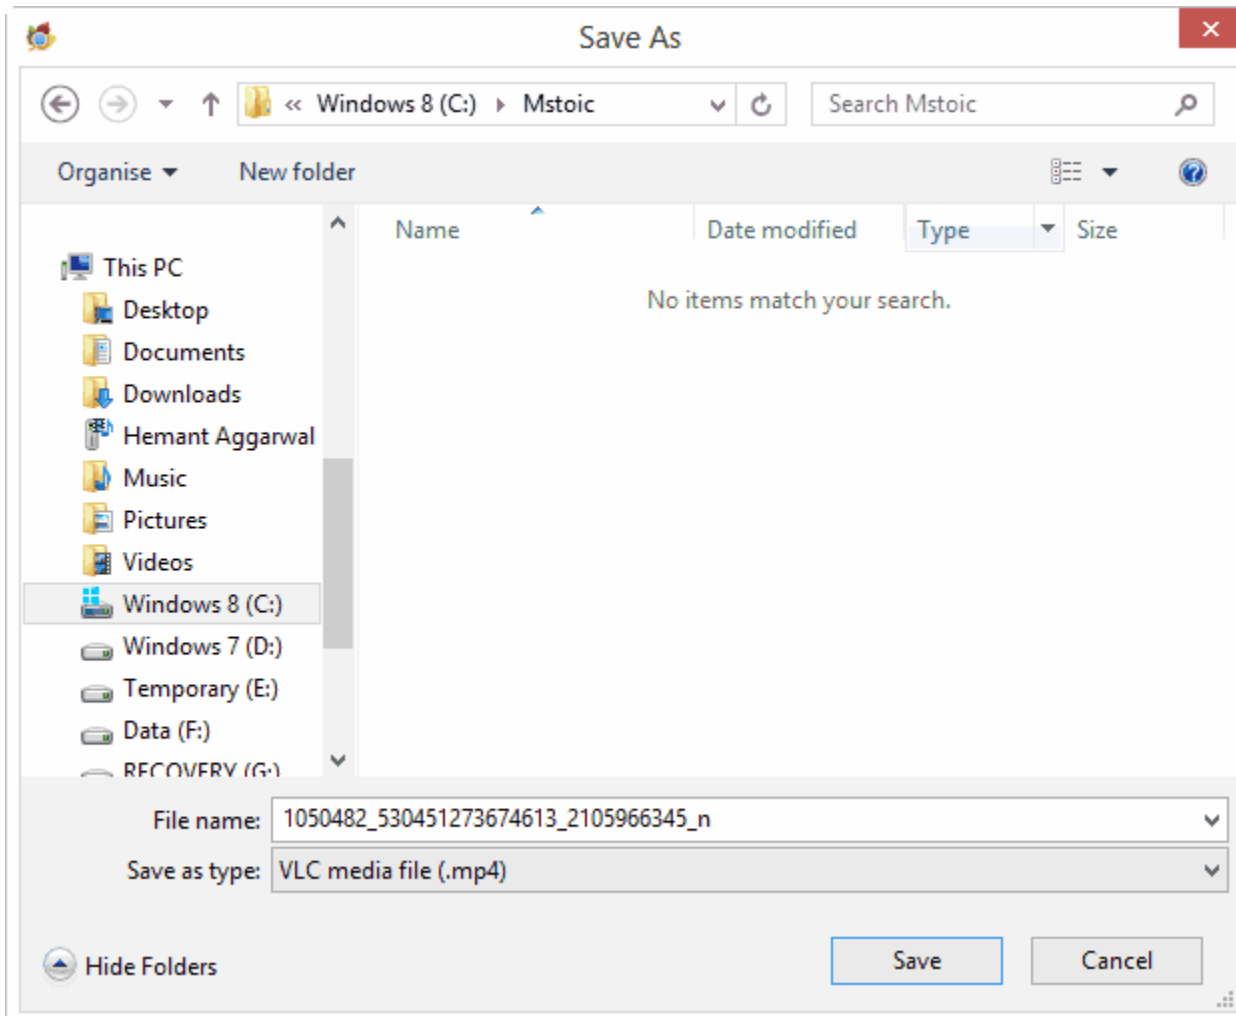 Save As
« Windows 8 (C:) Mstoic
Search Mstoic
Organise New folder
Name Date modified Type Size
No items match your search.
This PC
Desktop
Documents
Downloads
Hemant Aggarwal
Music
Pictures
Videos
Windows 8 (C:)
Windows 7 (D:)
Temporary (E:)
Data (F:)
RECOVERY (G:)
File name: 1050482_530451273674613_2105966345_n
Save as type: VLC media file (.mp4)
Hide Folders Save Cancel